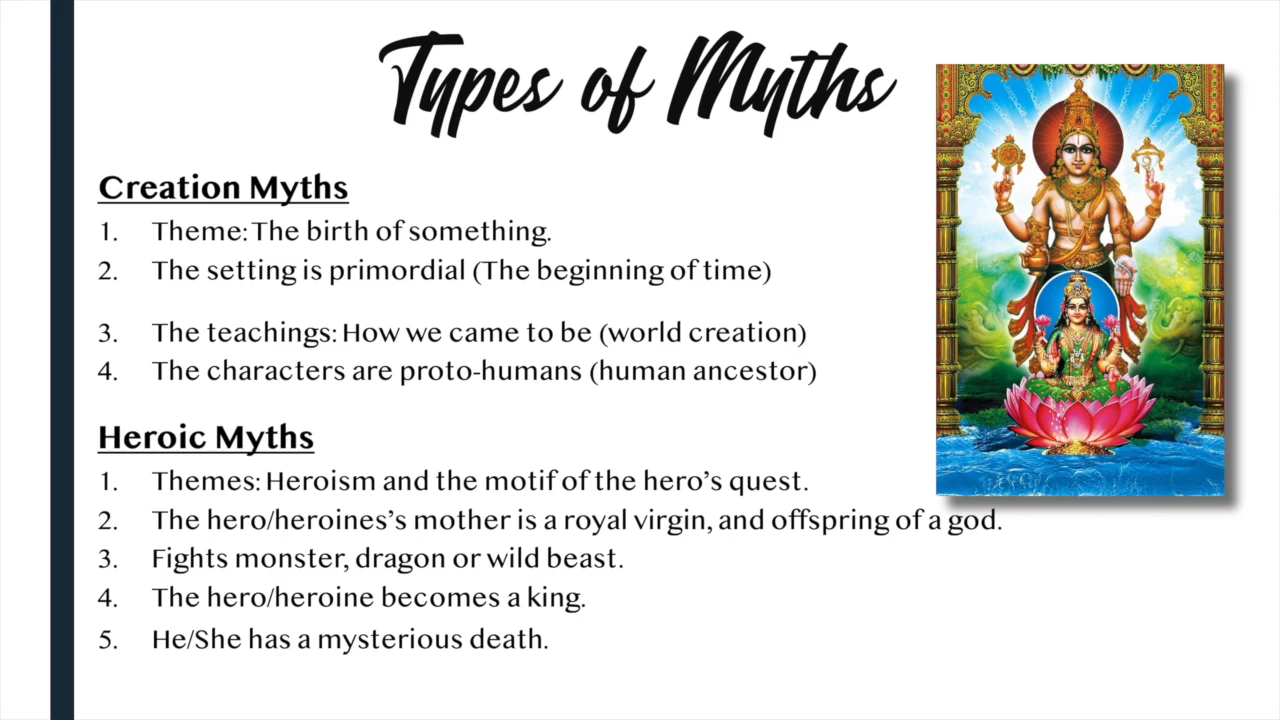 Types of Myths
Creation Myths
1. Theme: The birth of something.
2. The setting is primordial (The beginning of time)
3. The teachings: How we came to be (world creation)
4. The characters are proto-humans (human ancestor)
Heroic Myths
1. Themes: Heroism and the motif of the hero’s quest.
2. The hero/heroines’s mother is a royal virgin, and offspring of a god.
3. Fights monster, dragon or wild beast.
4. The hero/heroine becomes a king.
5. He/She has a mysterious death.